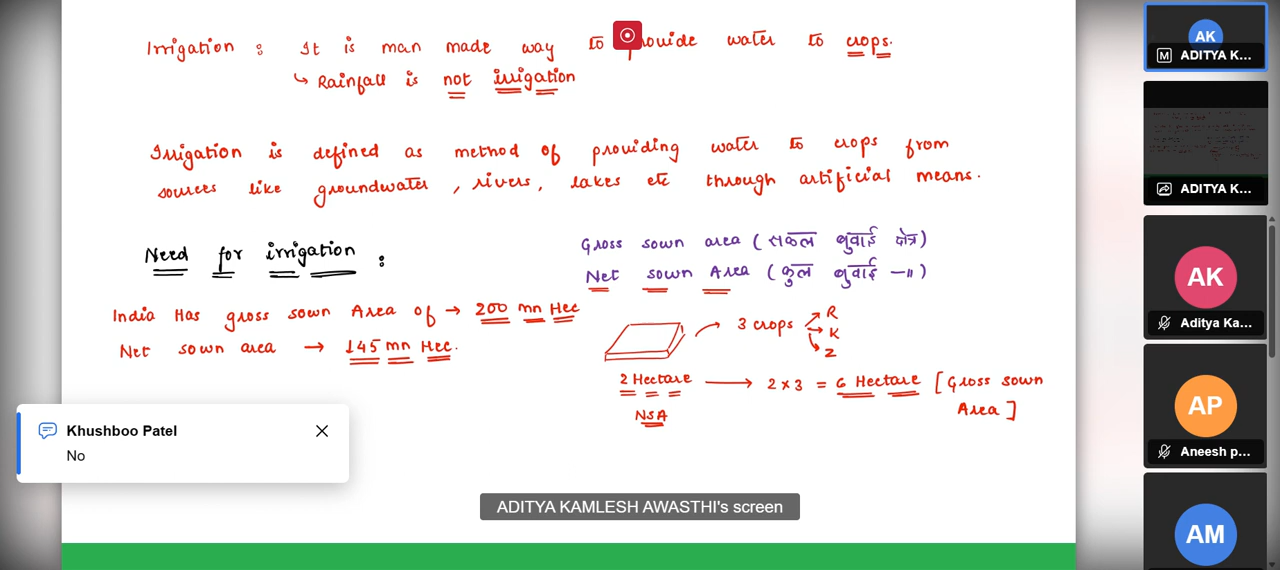 Irrigation : It is man made way to provide water to crops.
↳ Rainfall is not irrigation
Irrigation is defined as method of providing water to crops from
sources like groundwater, rivers, lakes etc through artificial means.
Need for irrigation :
Gross sown area (सकल बुवाई क्षेत्र)
Net sown Area (कुल बुवाई —॥)
India Has gross sown Area of → 200 mn Hec
Net sown area → 145 mn Hec.
3 crops
R
K
Z
2 Hectare → 2 x 3 = 6 Hectare [Gross sown
Area]
NSA
Khushboo Patel
No
ADITYA KAMLESH AWASTHI's screen
AK
ADITYA K...
ADITYA K...
AK
Aditya Ka...
AP
Aneesh p...
AM